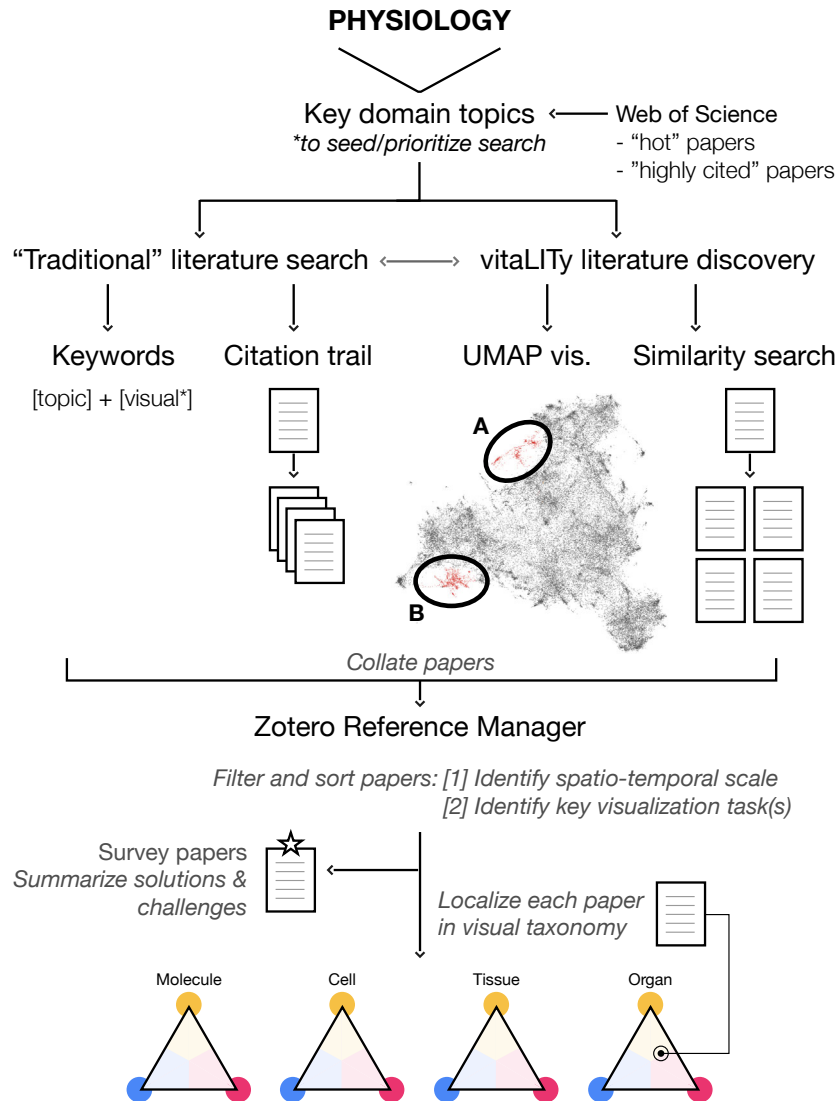 PHYSIOLOGY
Key domain topics
*to seed/prioritize search
Web of Science
- “hot” papers
- ”highly cited” papers
“Traditional” literature search
vitaLITy literature discovery
Keywords
Citation trail
UMAP vis.
Similarity search
[topic] + [visual*]
A
B
Collate papers
Zotero Reference Manager
Filter and sort papers: [1] Identify spatio-temporal scale
[2] Identify key visualization task(s)
Survey papers
Summarize solutions &
challenges
Localize each paper
in visual taxonomy
Molecule
Cell
Tissue
Organ